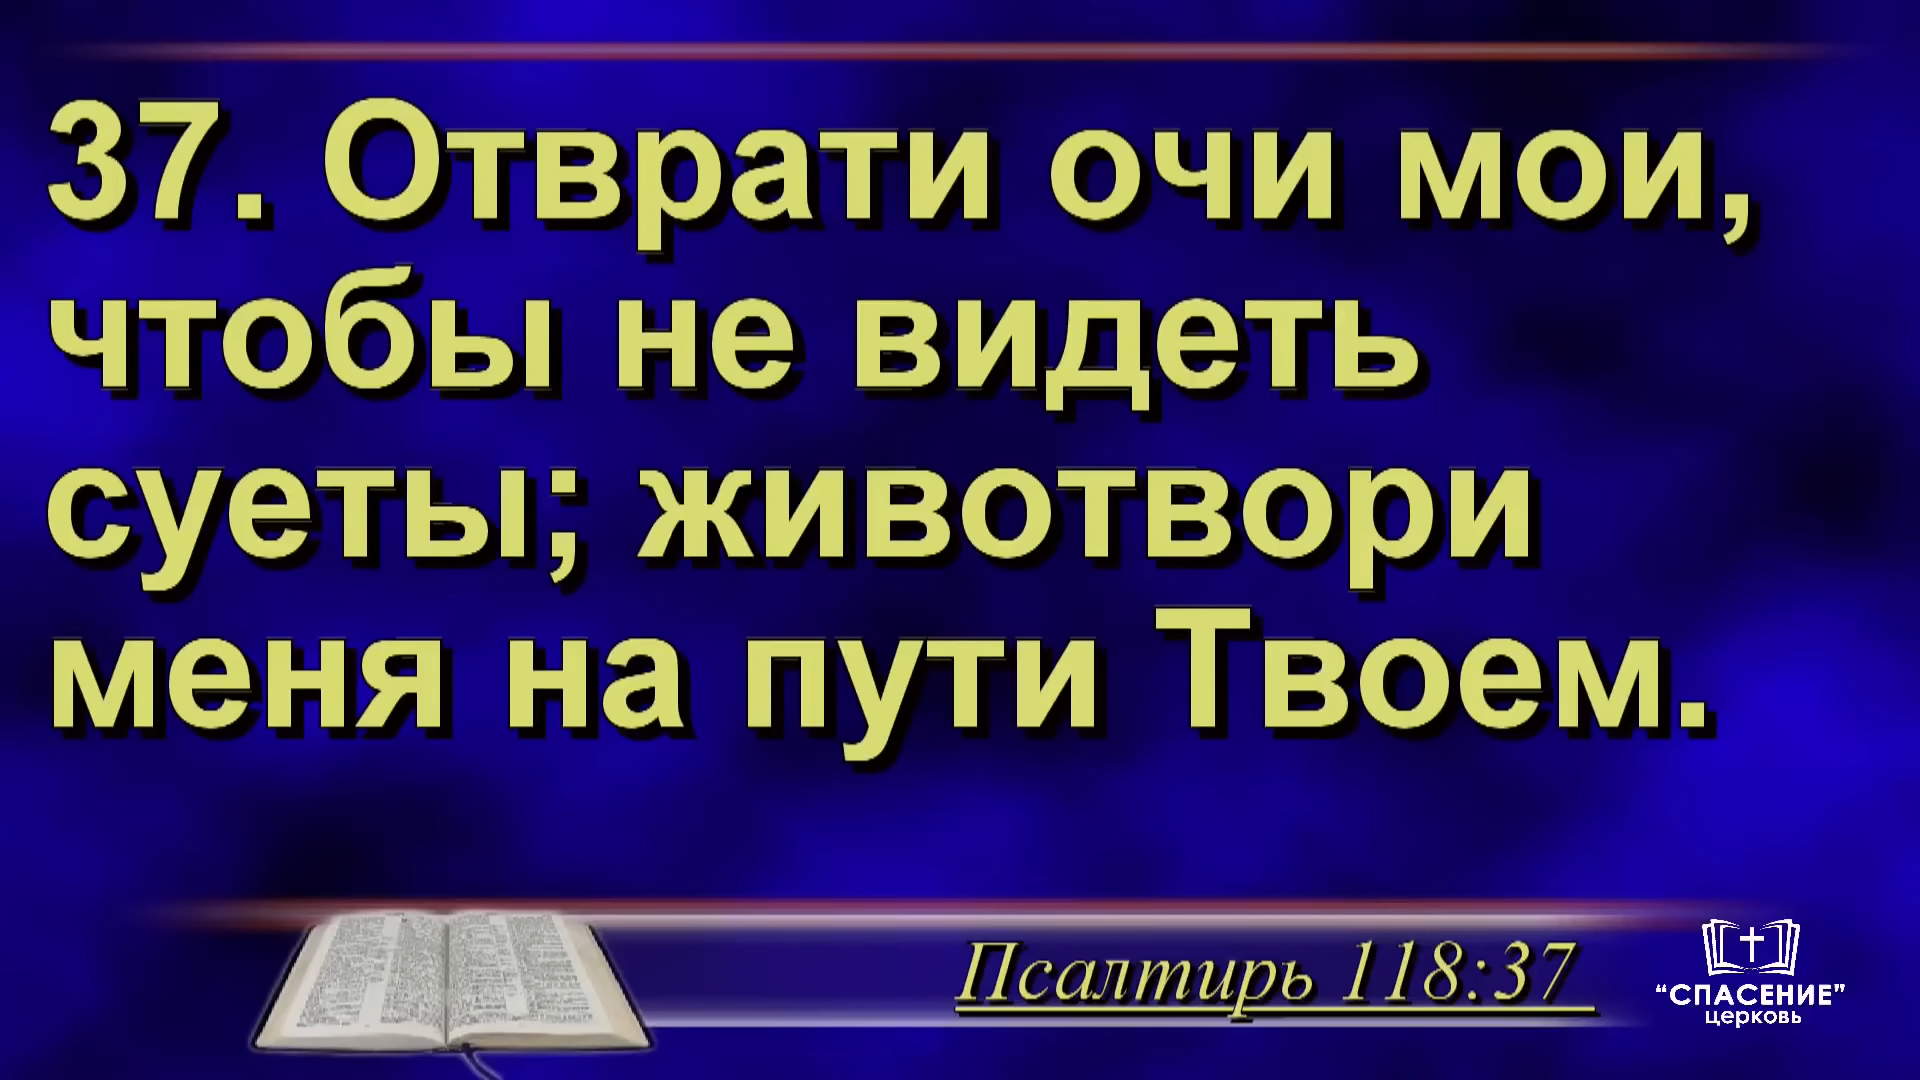 37. Отврати очи мои,
чтобы не видеть
суеты; животвори
меня на пути Твоем.
Псалтирь 118:37
“СПАСЕНИЕ”
церковь